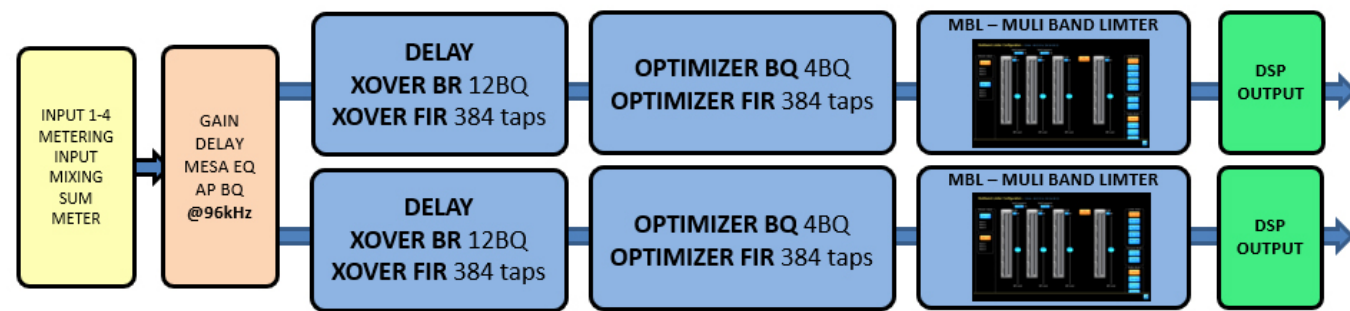 INPUT 1-4
METERING
INPUT
MIXING
SUM
METER
GAIN
DELAY
MESA EQ
AP BQ
@96kHz
DELAY
XOVER BR 12BQ
XOVER FIR 384 taps
OPTIMIZER BQ 4BQ
OPTIMIZER FIR 384 taps
MBL – MULI BAND LIMTER
DSP
OUTPUT
DELAY
XOVER BR 12BQ
XOVER FIR 384 taps
OPTIMIZER BQ 4BQ
OPTIMIZER FIR 384 taps
MBL – MULI BAND LIMTER
DSP
OUTPUT